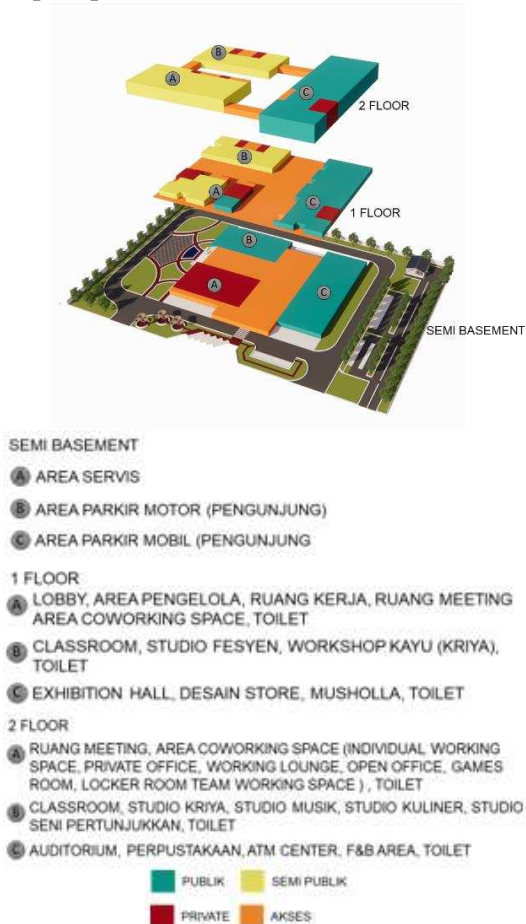 B
A
C
2 FLOOR
B
A
C
1 FLOOR
B
A
C
SEMI BASEMENT
SEMI BASEMENT
A AREA SERVIS
B AREA PARKIR MOTOR (PENGUNJUNG)
C AREA PARKIR MOBIL (PENGUNJUNG
1 FLOOR
A LOBBY, AREA PENGELOLA, RUANG KERJA, RUANG MEETING
AREA COWORKING SPACE, TOILET
B CLASSROOM, STUDIO FESYEN, WORKSHOP KAYU (KRIYA),
TOILET
C EXHIBITION HALL, DESAIN STORE, MUSHOLLA, TOILET
2 FLOOR
A RUANG MEETING, AREA COWORKING SPACE (INDIVIDUAL WORKING
SPACE, PRIVATE OFFICE, WORKING LOUNGE, OPEN OFFICE, GAMES
ROOM, LOCKER ROOM TEAM WORKING SPACE ) , TOILET
B CLASSROOM, STUDIO KRIYA, STUDIO MUSIK, STUDIO KULINER, STUDIO
SENI PERTUNJUKKAN, TOILET
C AUDITORIUM, PERPUSTAKAAN, ATM CENTER, F&B AREA, TOILET
PUBLIK SEMI PUBLIK
PRIVATE AKSES